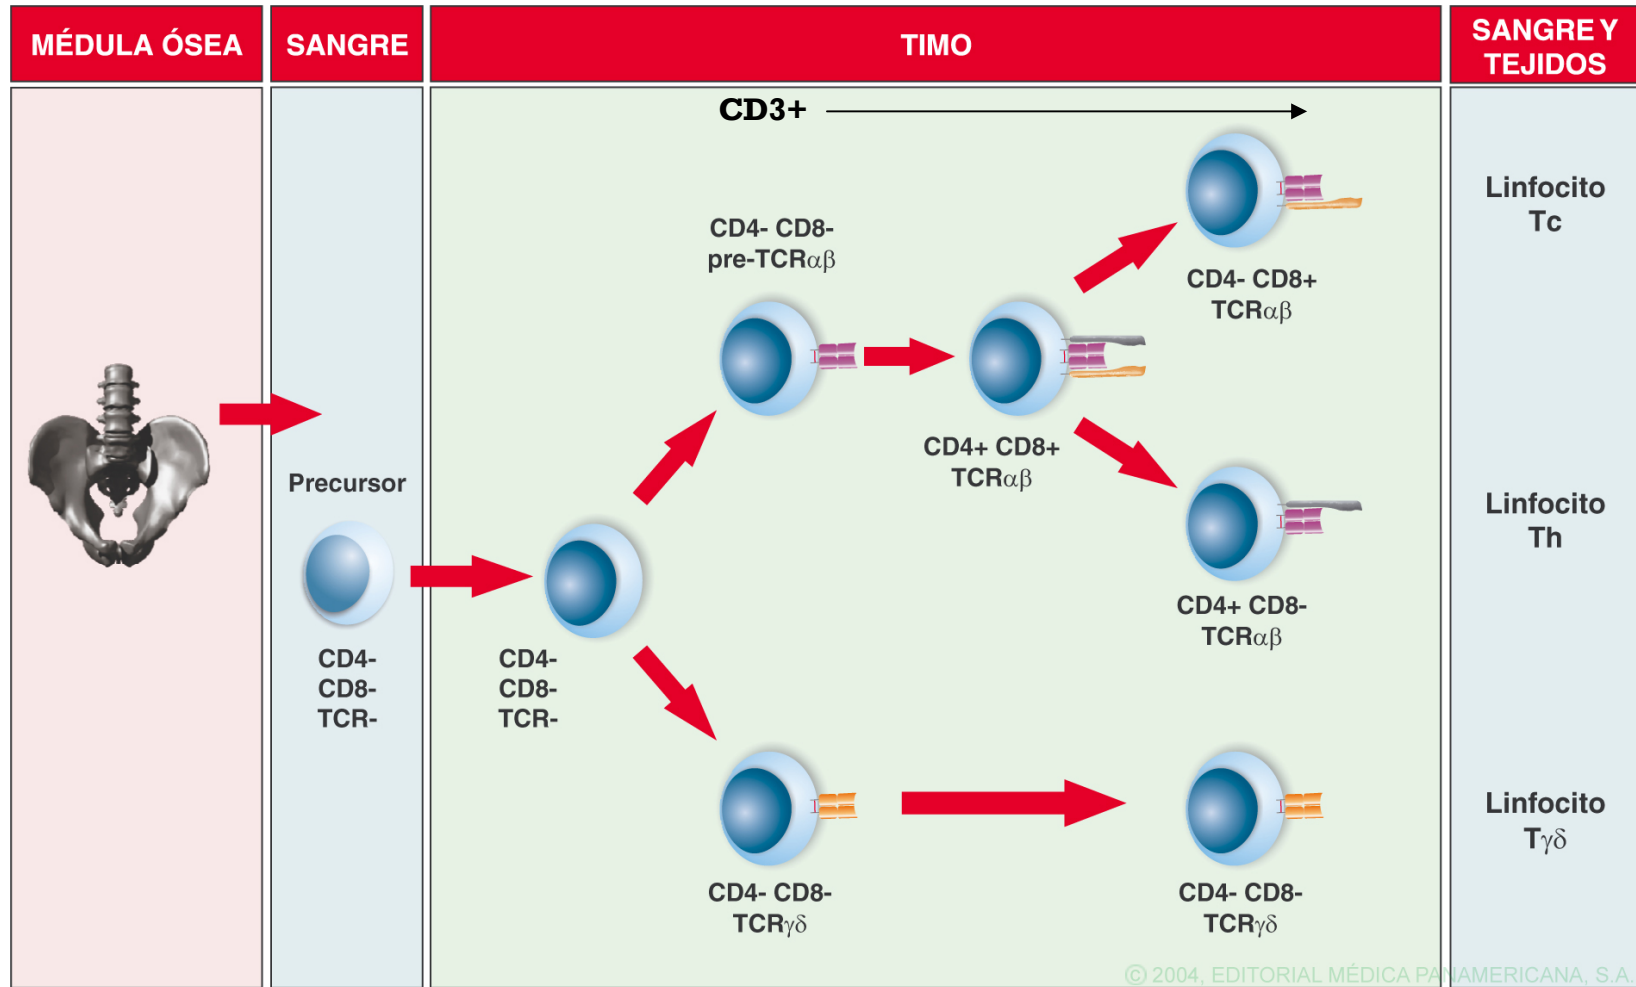 MÉDULA ÓSEA
SANGRE
TIMO
SANGRE Y
TEJIDOS
CD3+
Precursor
CD4-
CD8-
TCR-
CD4-
CD8-
TCR-
CD4- CD8-
pre-TCRαβ
CD4+ CD8+
TCRαβ
CD4- CD8+
TCRαβ
CD4+ CD8-
TCRαβ
CD4- CD8-
TCRγδ
CD4- CD8-
TCRγδ
Linfocito
Tc
Linfocito
Th
Linfocito
Tγδ
© 2004, EDITORIAL MÉDICA PANAMERICANA, S.A.